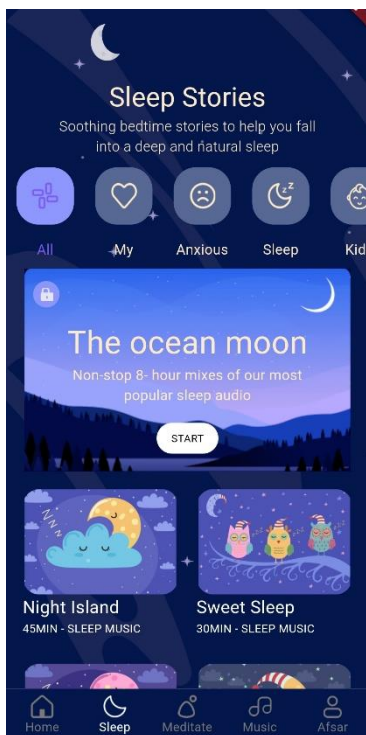 Sleep Stories
Soothing bedtime stories to help you fall
into a deep and natural sleep
All
My
Anxious
Sleep
Kid
The ocean moon
Non-stop 8- hour mixes of our most
popular sleep audio
START
Night Island
45MIN - SLEEP MUSIC
Sweet Sleep
30MIN - SLEEP MUSIC
Home
Sleep
Meditate
Music
Afsar